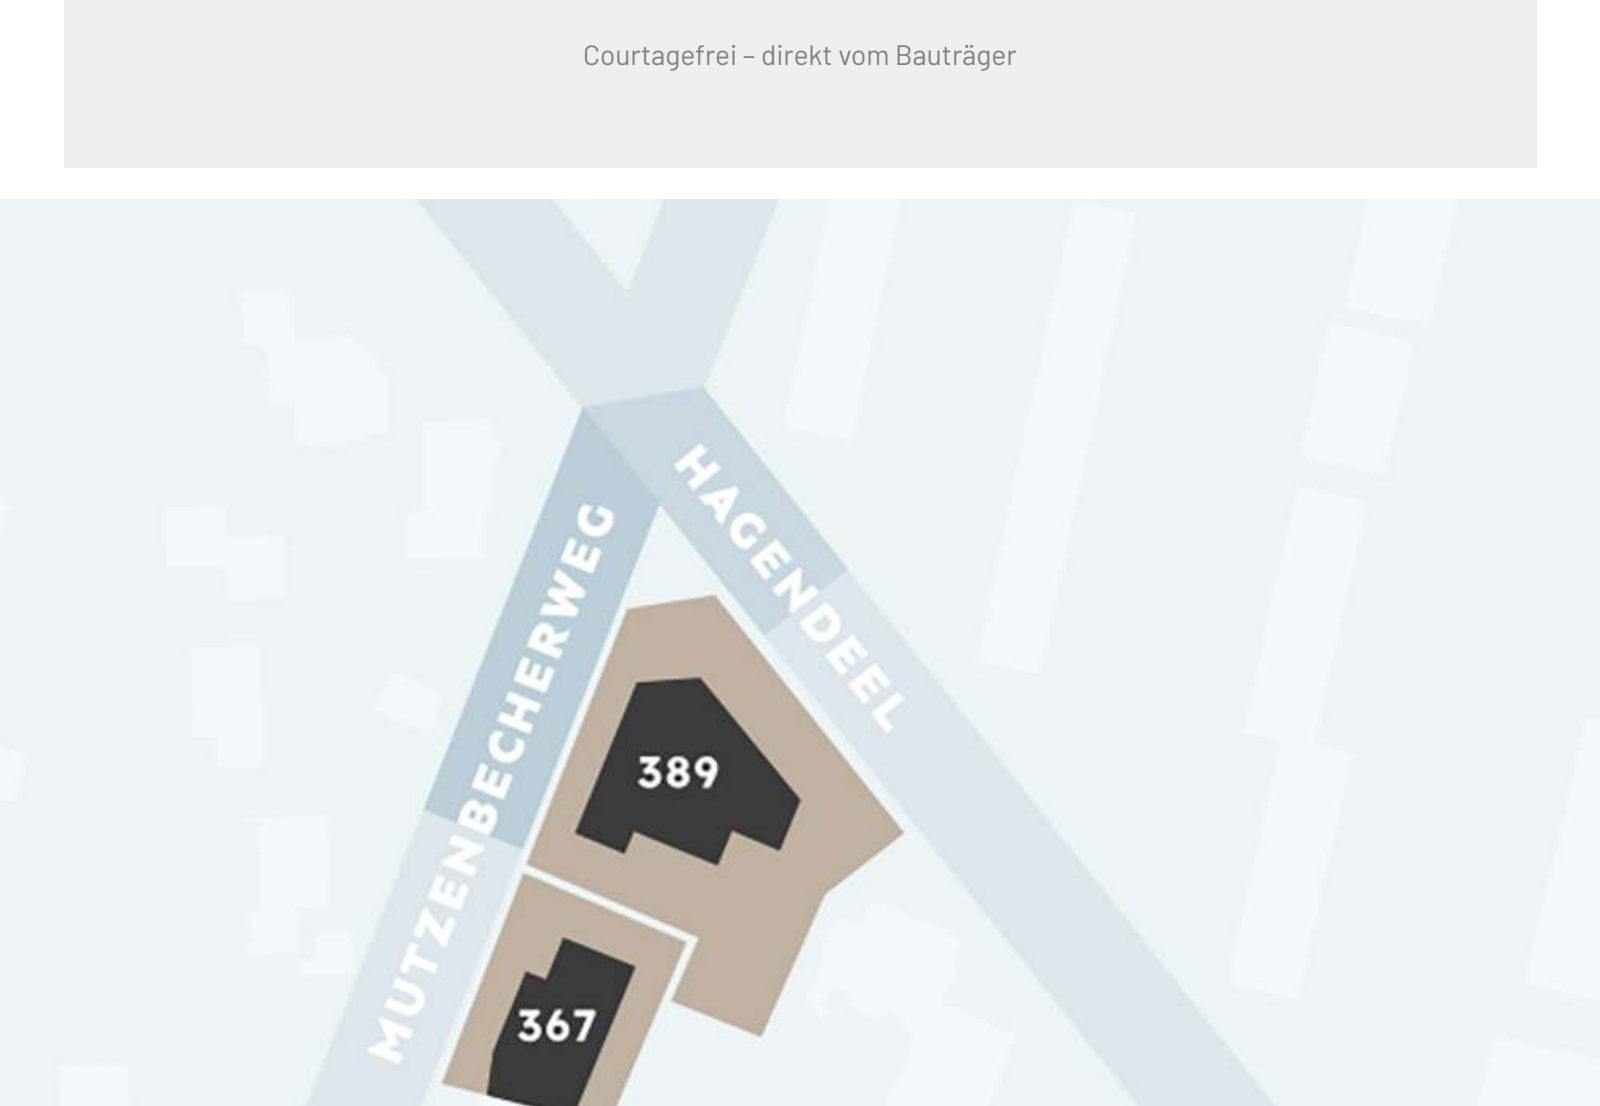 Courtagefrei – direkt vom Bauträger
HAGENDEEL
MUTZENBECHERWEG
389
367